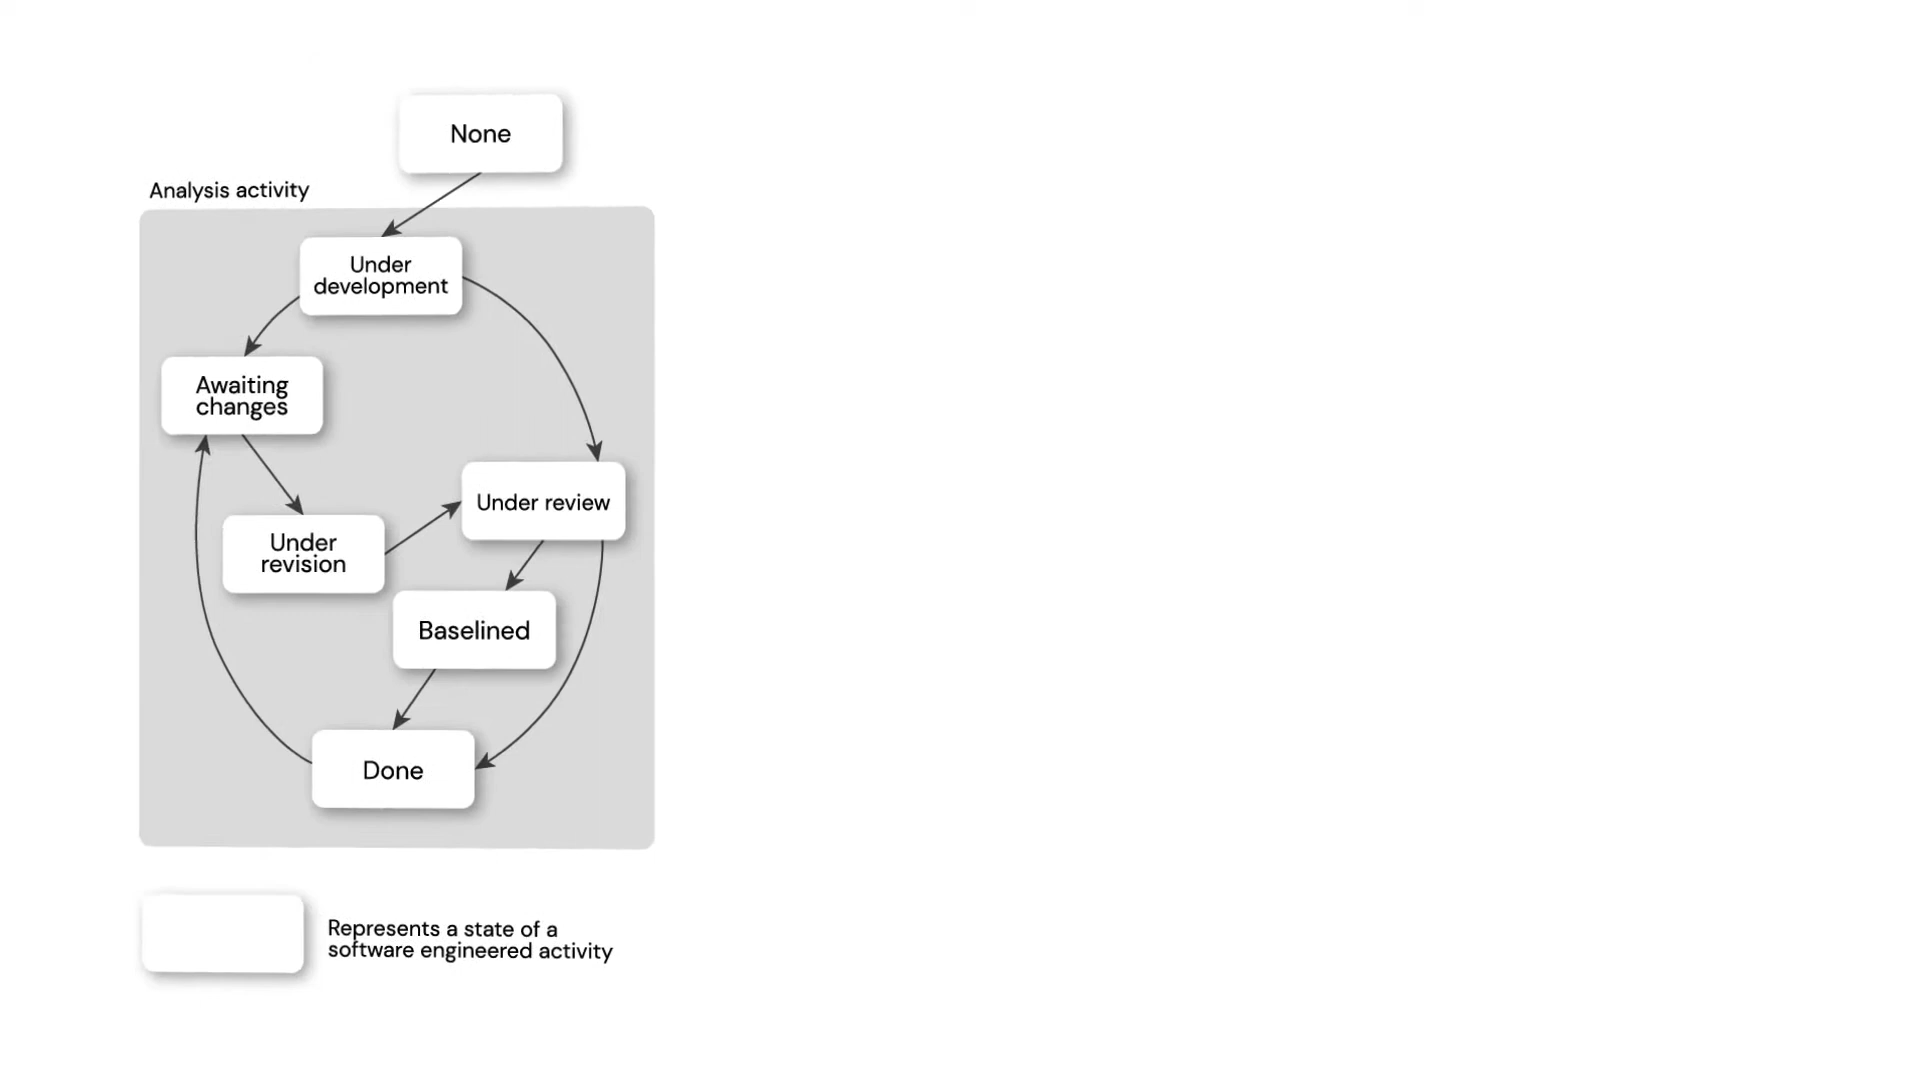 None
Analysis activity
Under
development
Awaiting
changes
Under review
Under
revision
Baselined
Done
Represents a state of a
software engineered activity